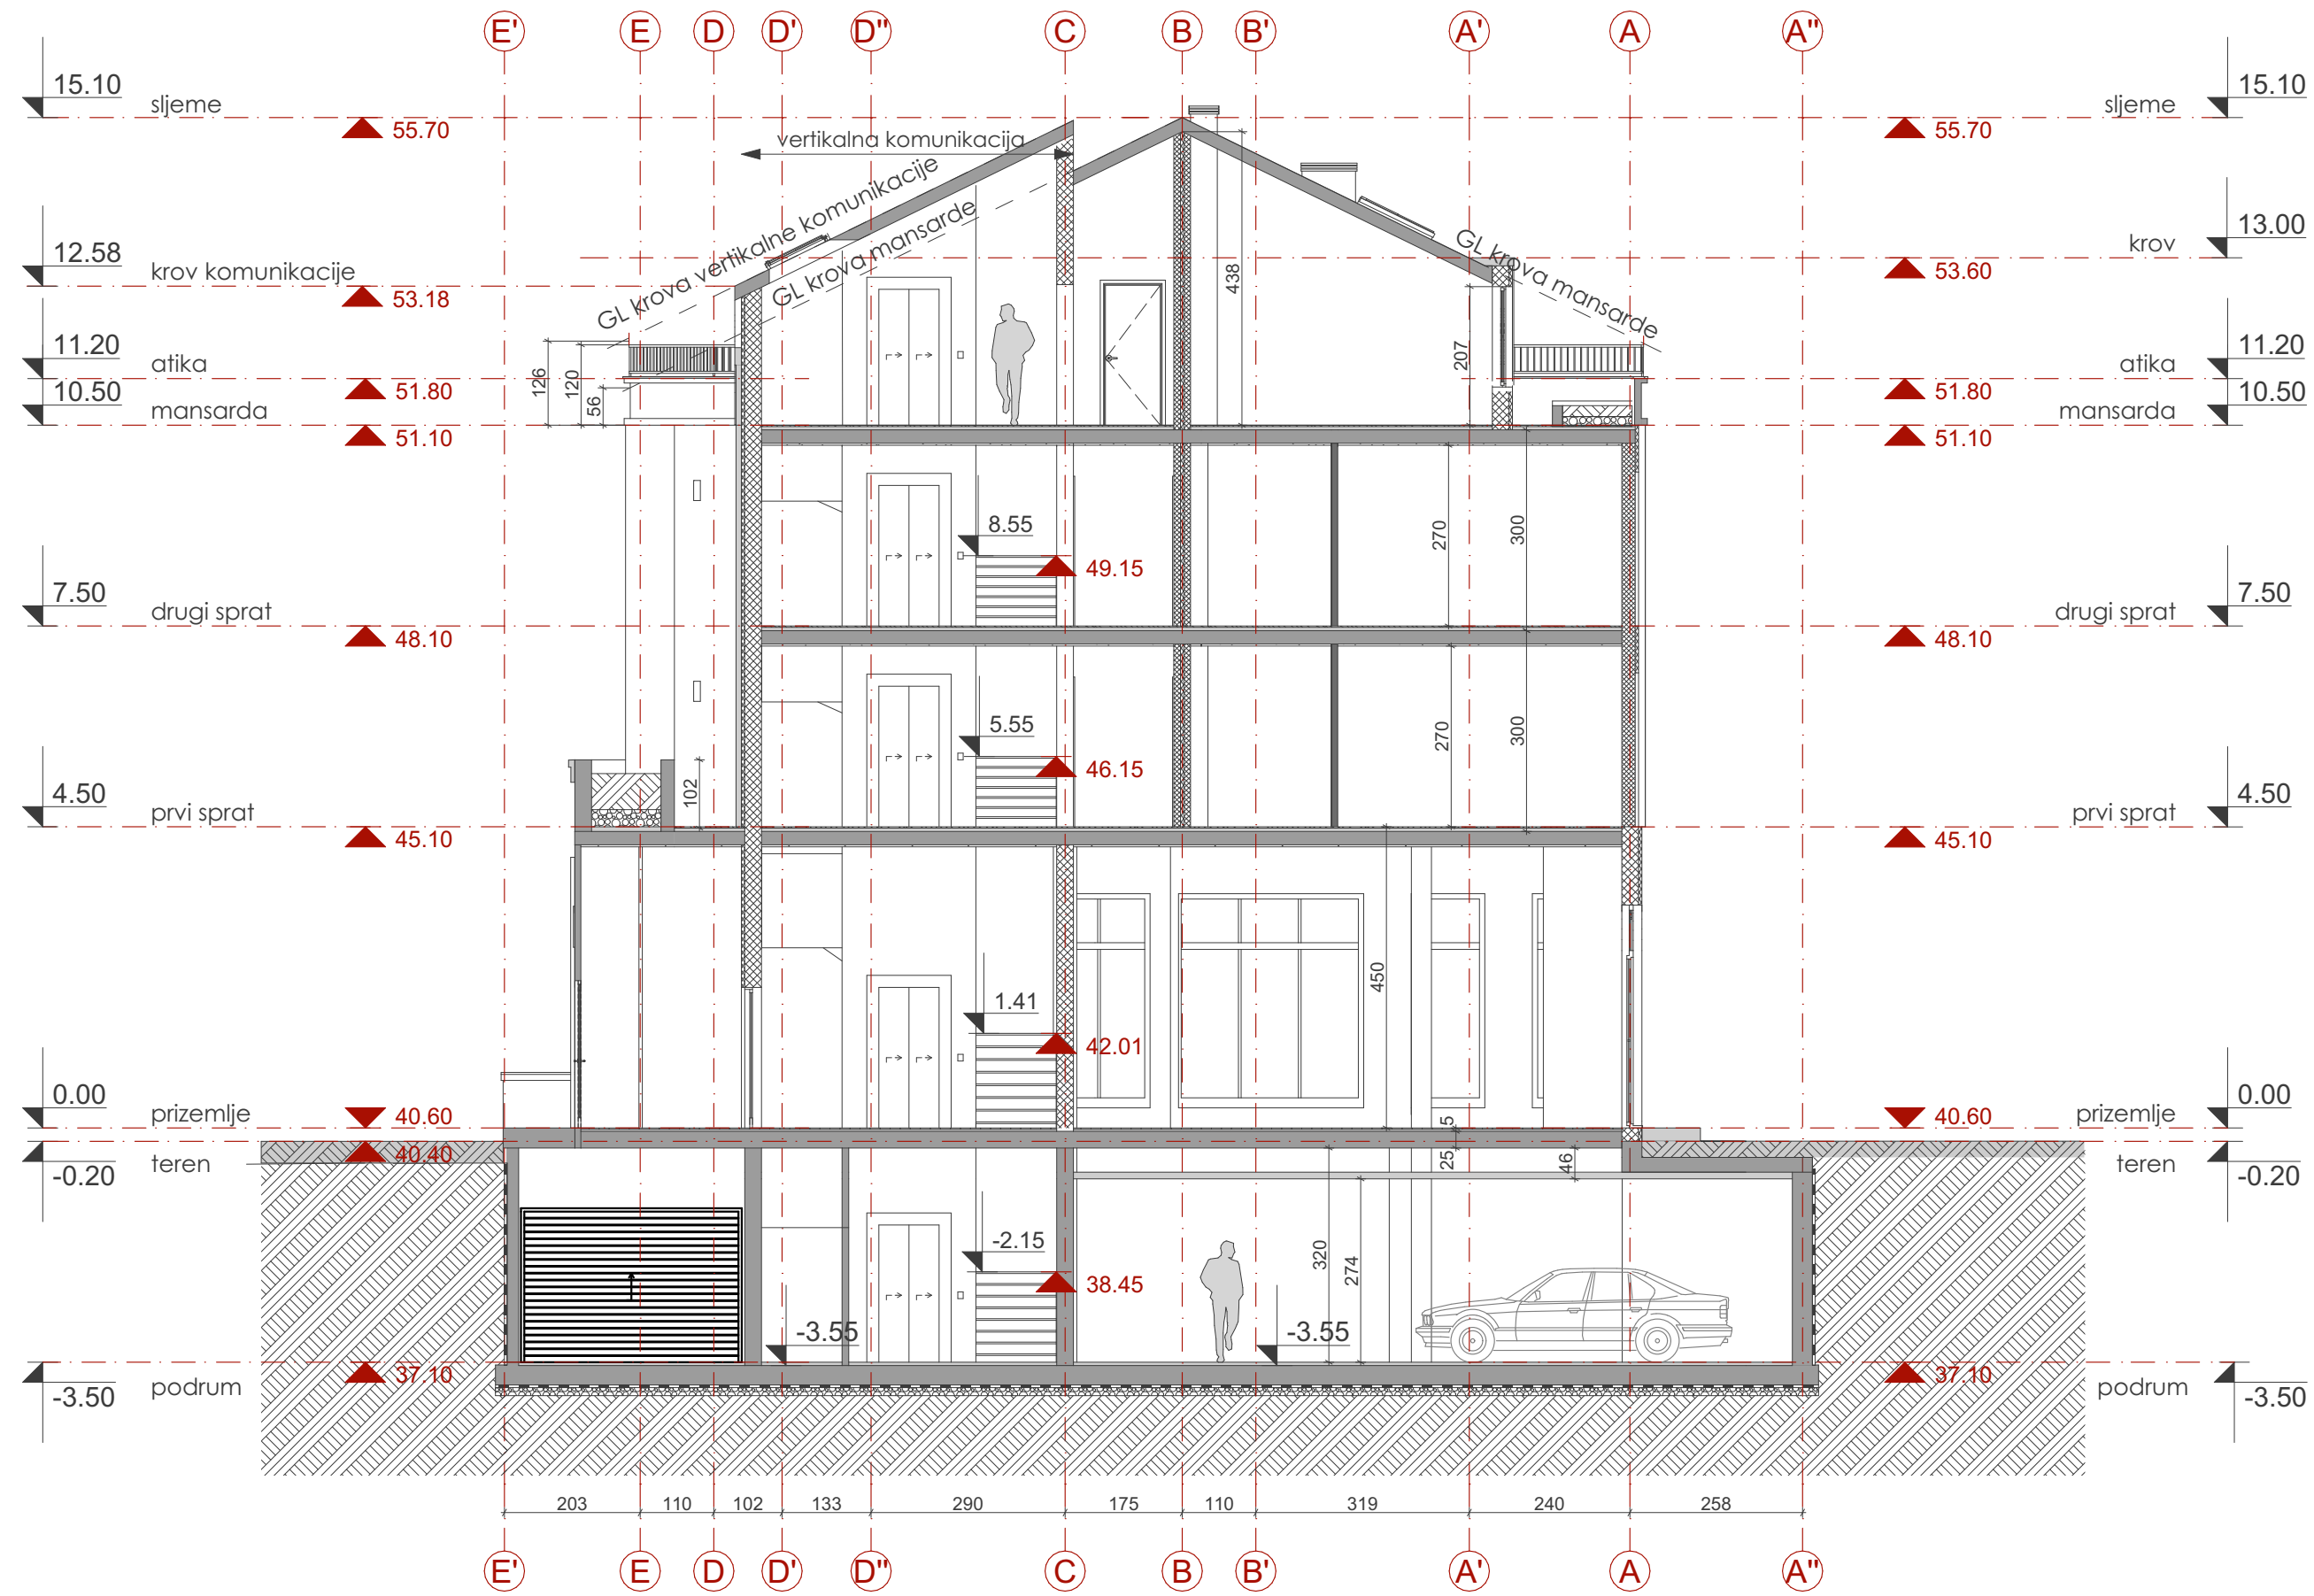 E' E D D' D" C B B' A' A A"
15.10 sljeme 55.70
sljeme 15.10 55.70
vertikalna komunikacija
GL krova vertikalne komunikacije
GL krova mansarde
GL krova mansarde
438
12.58 krov komunikacije 53.18
krov 13.00 53.60
11.20 atika 51.80
atika 11.20 51.80
126 120 56
207
10.50 mansarda 51.10
mansarda 10.50 51.10
8.55 49.15
270 300
7.50 drugi sprat 48.10
drugi sprat 7.50 48.10
5.55 46.15
270 300
102
4.50 prvi sprat 45.10
prvi sprat 4.50 45.10
450
1.41 42.01
0.00 prizemlje 40.60
prizemlje 0.00 40.60
5
25
46
teren 40.40 -0.20
teren -0.20
-2.15 38.45
320 274
-3.55
-3.55
37.10 podrum -3.50
37.10 podrum -3.50
203 110 102 133 290 175 110 319 240 258
E' E D D' D" C B B' A' A A"